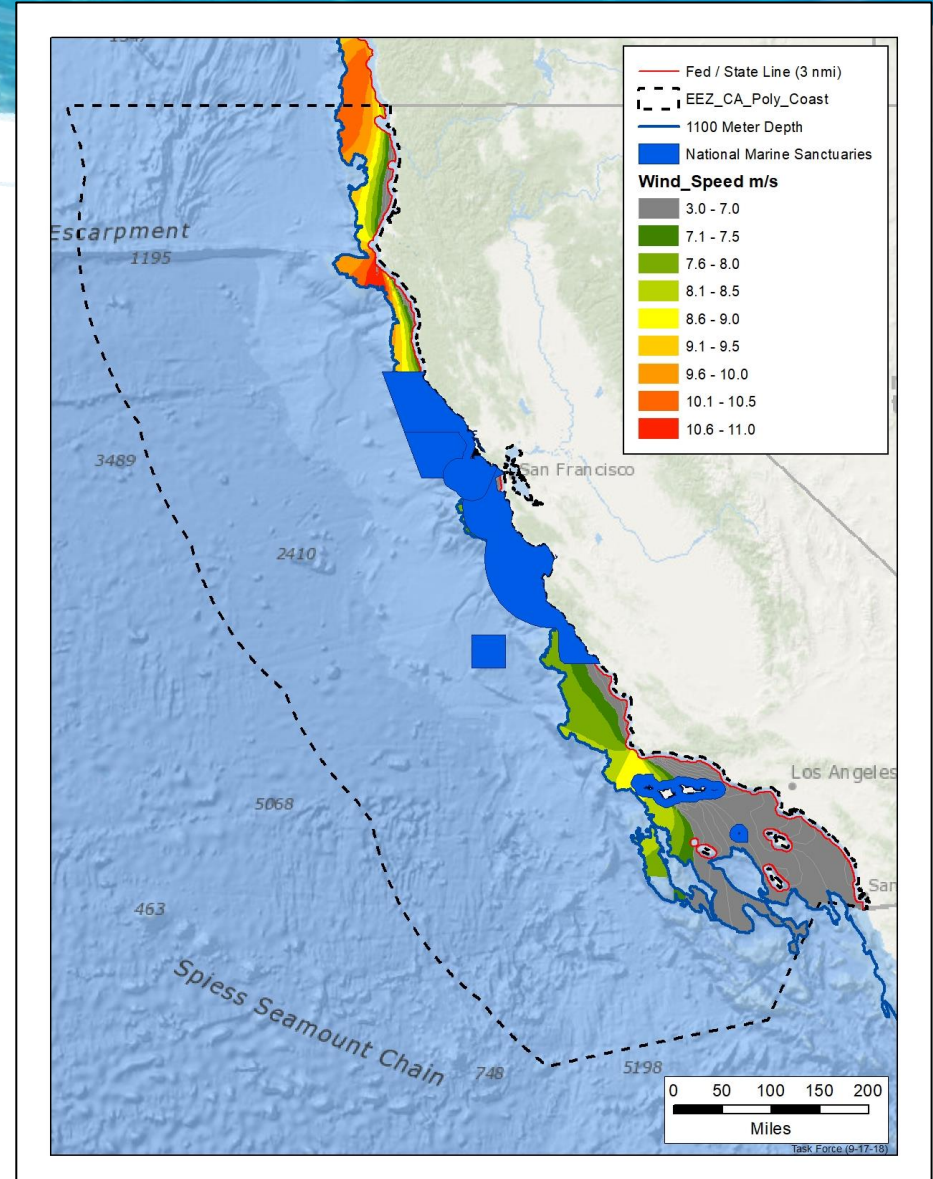 Fed / State Line (3 nmi)
EEZ_CA_Poly_Coast
1100 Meter Depth
National Marine Sanctuaries
Wind_Speed m/s
3.0 - 7.0
7.1 - 7.5
7.6 - 8.0
8.1 - 8.5
8.6 - 9.0
9.1 - 9.5
9.6 - 10.0
10.1 - 10.5
10.6 - 11.0
Escarpment
1195
3489
San Francisco
2410
Los Angeles
5068
San
463
Spiess Seamount Chain
748
5198
0 50 100 150 200
Miles
Task Force (9-17-18)